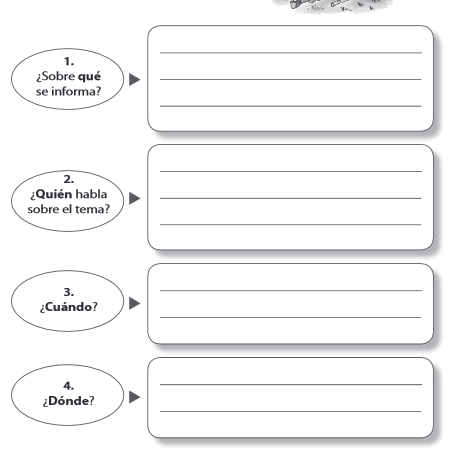 1.
¿Sobre qué
se informa?
2.
¿Quién habla
sobre el tema?
3.
¿Cuándo?
4.
¿Dónde?